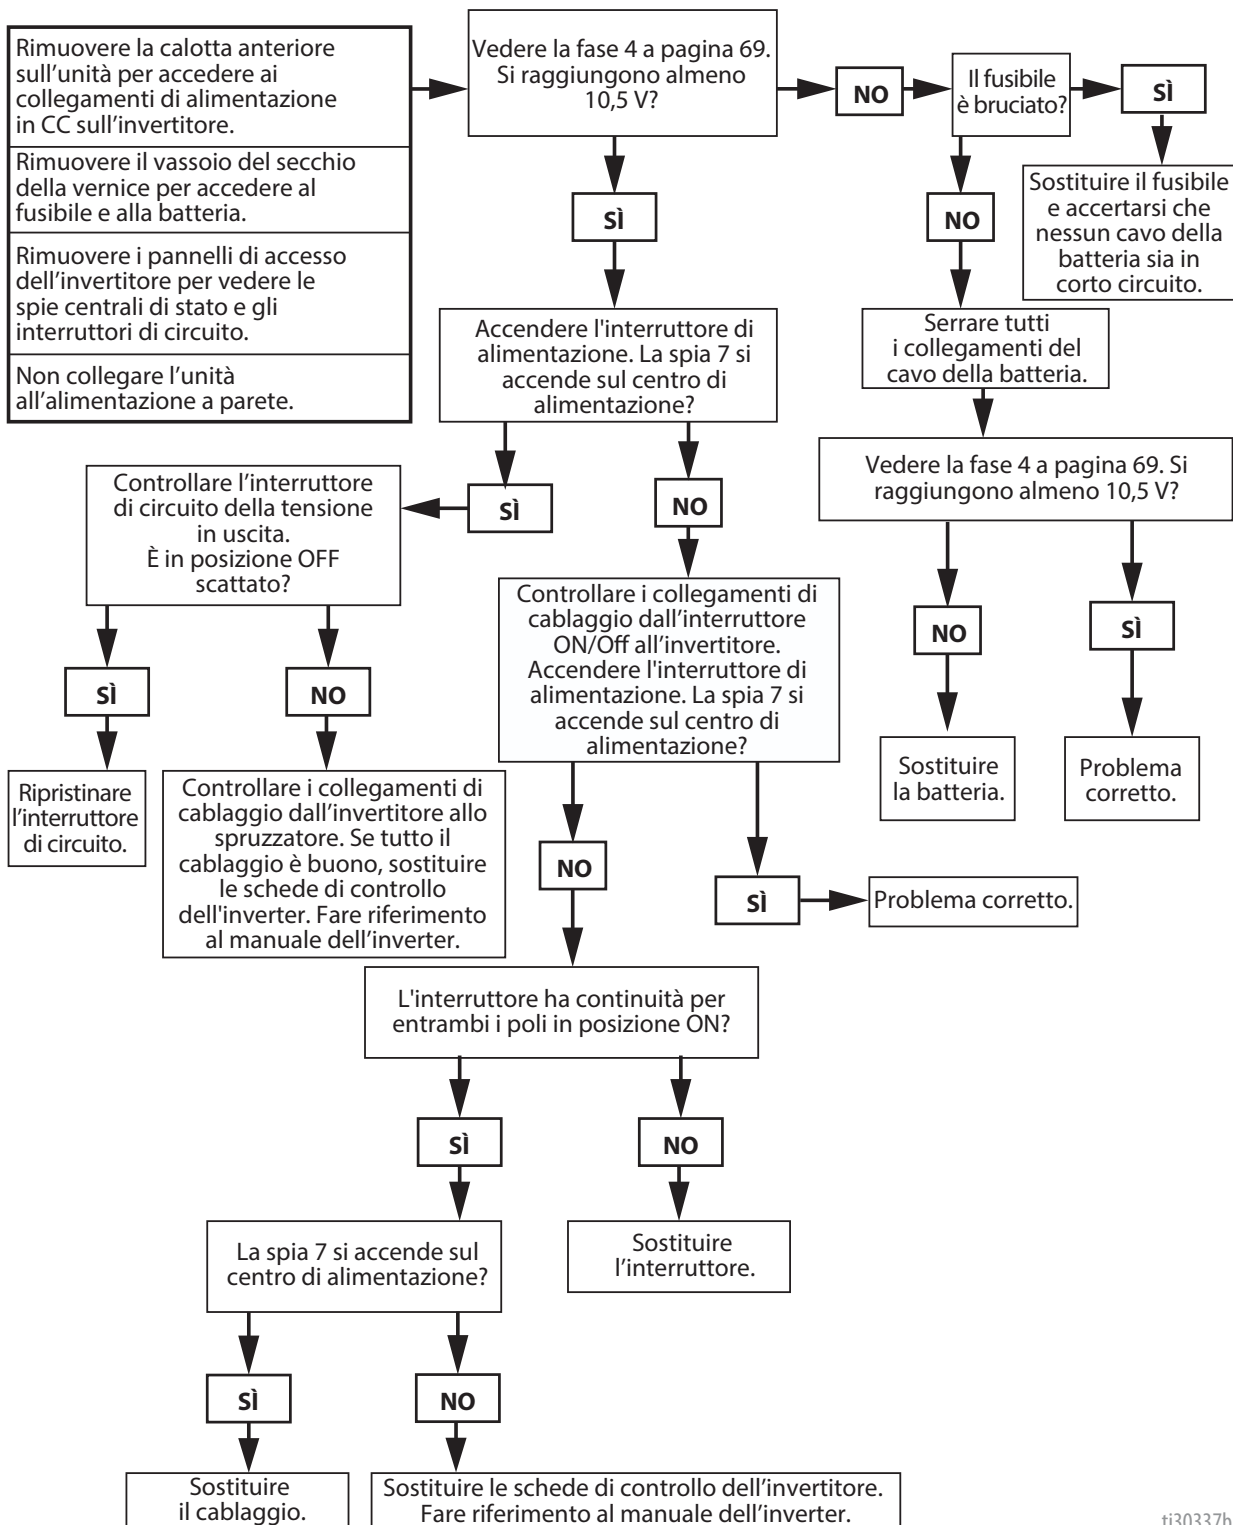 Rimuovere la calotta anteriore
sull'unità per accedere ai
collegamenti di alimentazione
in CC sull'invertitore.
Rimuovere il vassoio del secchio
della vernice per accedere al
fusibile e alla batteria.
Rimuovere i pannelli di accesso
dell'invertitore per vedere le
spie centrali di stato e gli
interruttori di circuito.
Non collegare l'unità
all'alimentazione a parete.
Vedere la fase 4 a pagina 69.
Si raggiungono almeno
10,5 V?
NO
Il fusibile
è bruciato?
SÌ
Sostituire il fusibile
e accertarsi che
nessun cavo della
batteria sia in
corto circuito.
SÌ
NO
Accendere l'interruttore di
alimentazione. La spia 7 si
accende sul centro di
alimentazione?
Serrare tutti
i collegamenti del
cavo della batteria.
Vedere la fase 4 a pagina 69. Si
raggiungono almeno 10,5 V?
SÌ
NO
Controllare l'interruttore
di circuito della tensione
in uscita.
È in posizione OFF
scattato?
Controllare i collegamenti di
cablaggio dall'interruttore
ON/Off all'invertitore.
Accendere l'interruttore di
alimentazione. La spia 7 si
accende sul centro di
alimentazione?
NO
SÌ
SÌ
NO
Sostituire
la batteria.
Problema
corretto.
Ripristinare
l'interruttore
di circuito.
Controllare i collegamenti di
cablaggio dall'invertitore allo
spruzzatore. Se tutto il
cablaggio è buono, sostituire
le schede di controllo
dell'inverter. Fare riferimento
al manuale dell'inverter.
NO
SÌ
Problema corretto.
L'interruttore ha continuità per
entrambi i poli in posizione ON?
SÌ
NO
La spia 7 si accende sul
centro di alimentazione?
Sostituire
l'interruttore.
SÌ
NO
Sostituire
il cablaggio.
Sostituire le schede di controllo dell'invertitore.
Fare riferimento al manuale dell'inverter.
ti30337b